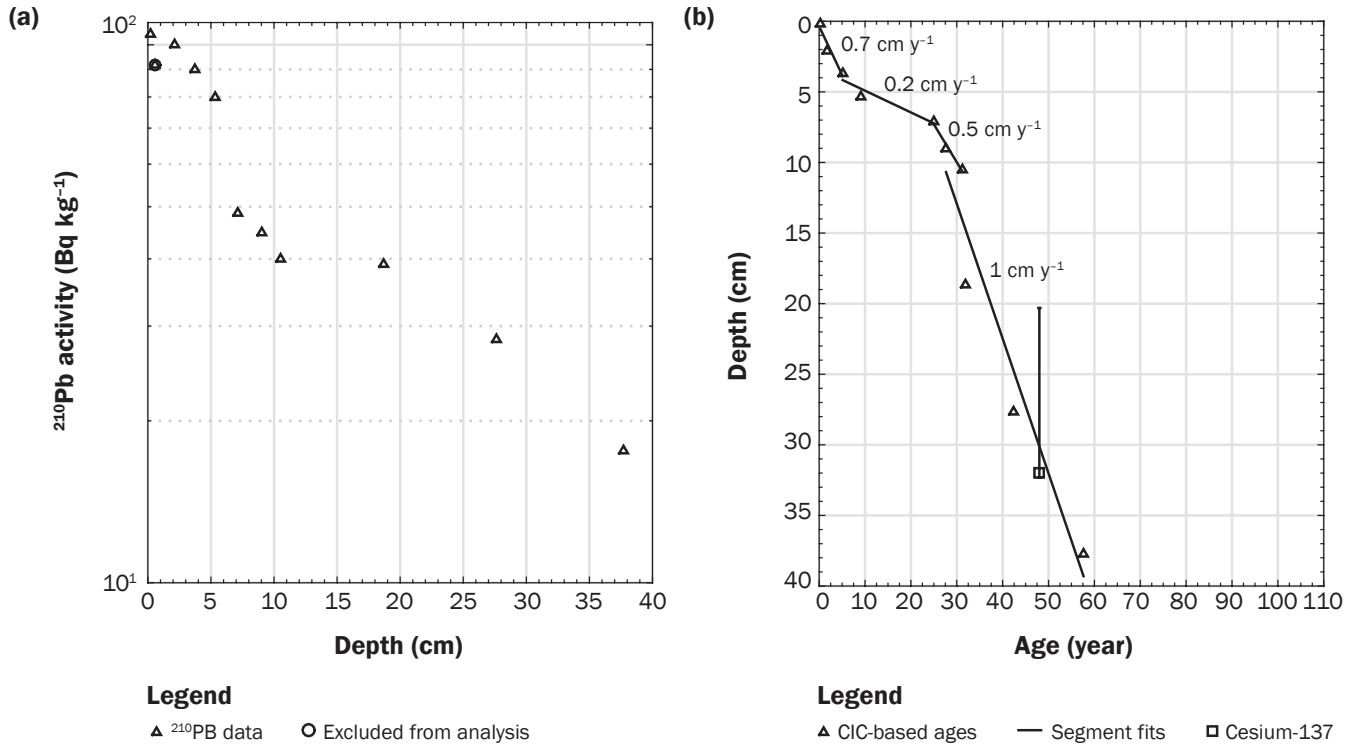 (a)
²¹⁰Pb activity (Bq kg⁻¹)
10²
10¹
0 5 10 15 20 25 30 35 40
Depth (cm)
Legend
²¹⁰PB data Excluded from analysis
(b)
Depth (cm)
0
5
10
15
20
25
30
35
40
0.7 cm y⁻¹
0.2 cm y⁻¹
0.5 cm y⁻¹
1 cm y⁻¹
0 10 20 30 40 50 60 70 80 90 100 110
Age (year)
Legend
CIC-based ages Segment fits Cesium-137